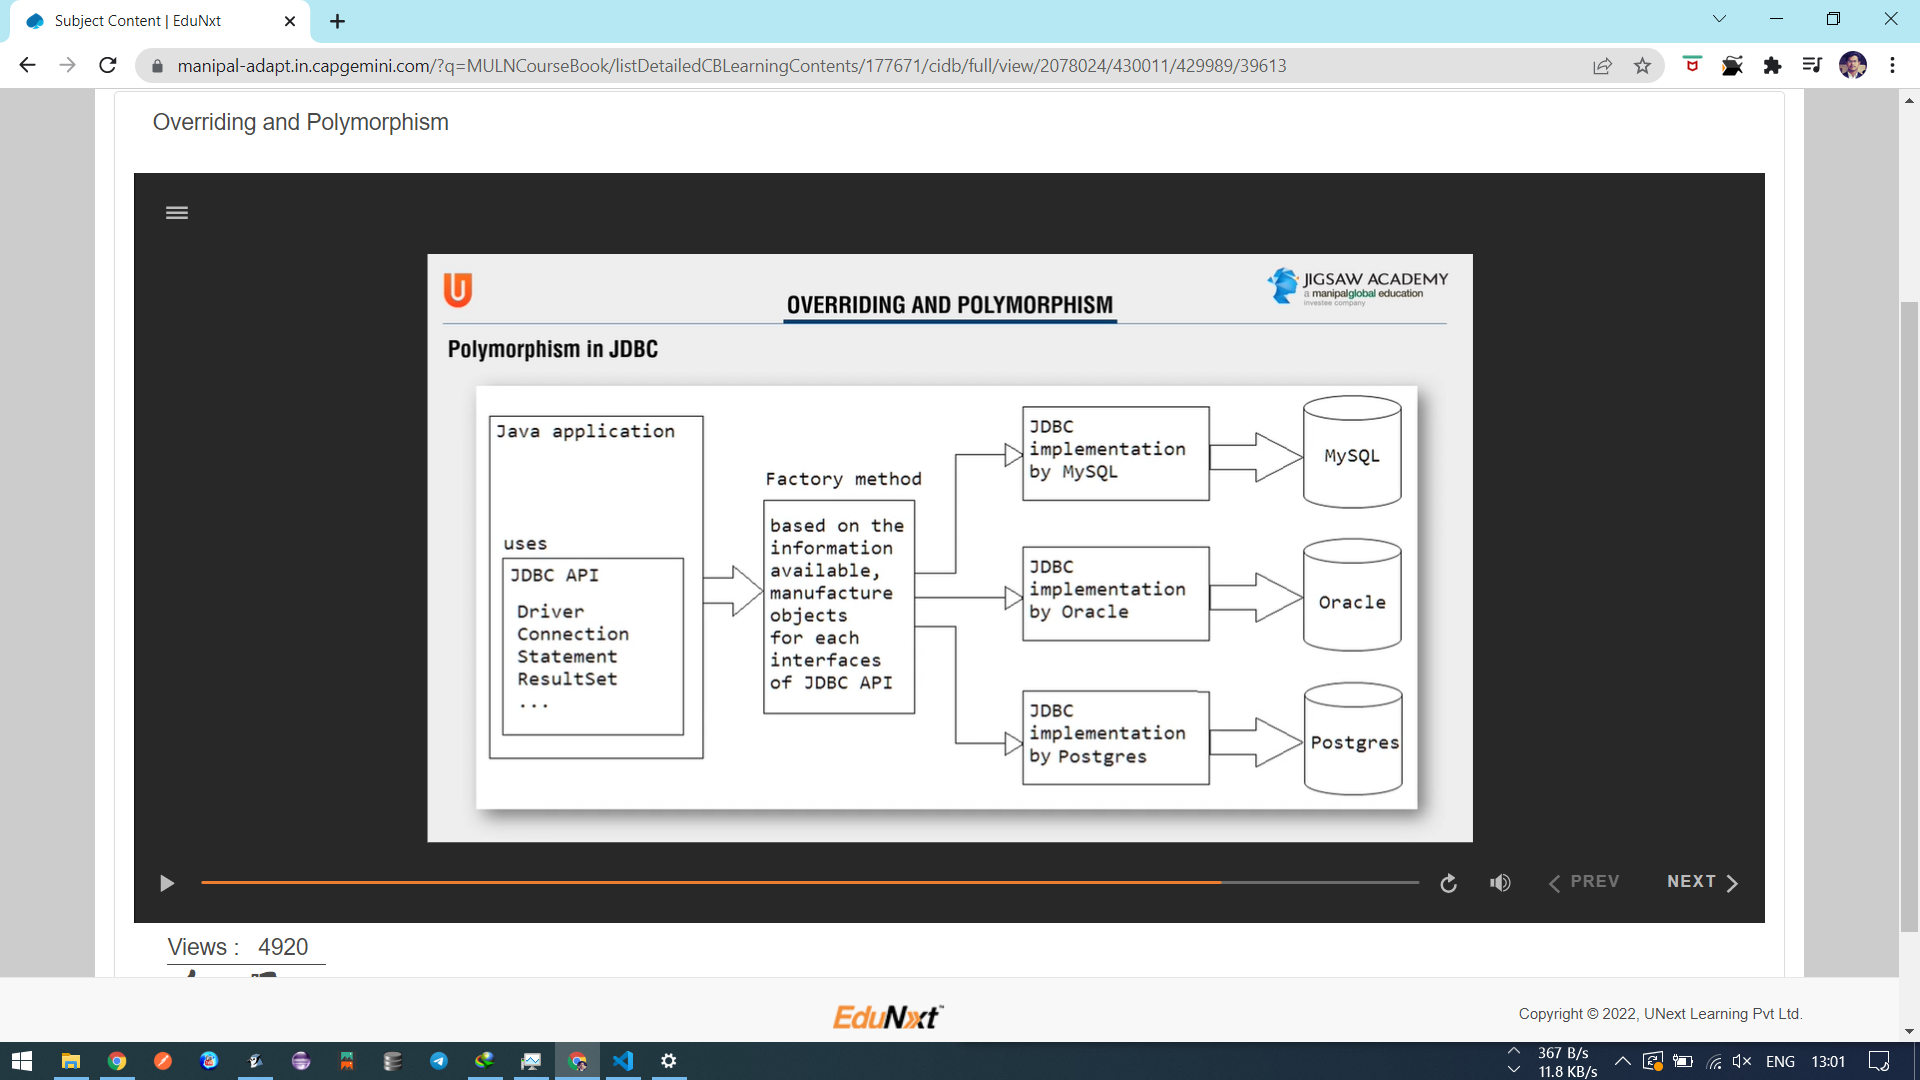 Subject Content | EduNxt
manipal-adapt.in.capgemini.com/?q=MULNCourseBook/listDetailedCBLearningContents/177671/cidb/full/view/2078024/430011/429989/39613
Overriding and Polymorphism
JIGSAW ACADEMY
a manipalglobal education
investee company
OVERRIDING AND POLYMORPHISM
Polymorphism in JDBC
Java application
uses
JDBC API
Driver
Connection
Statement
ResultSet
...
Factory method
based on the
information
available,
manufacture
objects
for each
interfaces
of JDBC API
JDBC
implementation
by MySQL
MySQL
JDBC
implementation
by Oracle
Oracle
JDBC
implementation
by Postgres
Postgres
PREV
NEXT
Views : 4920
EduNxt™
Copyright © 2022, UNext Learning Pvt Ltd.
367 B/s
11.8 KB/s
ENG
13:01